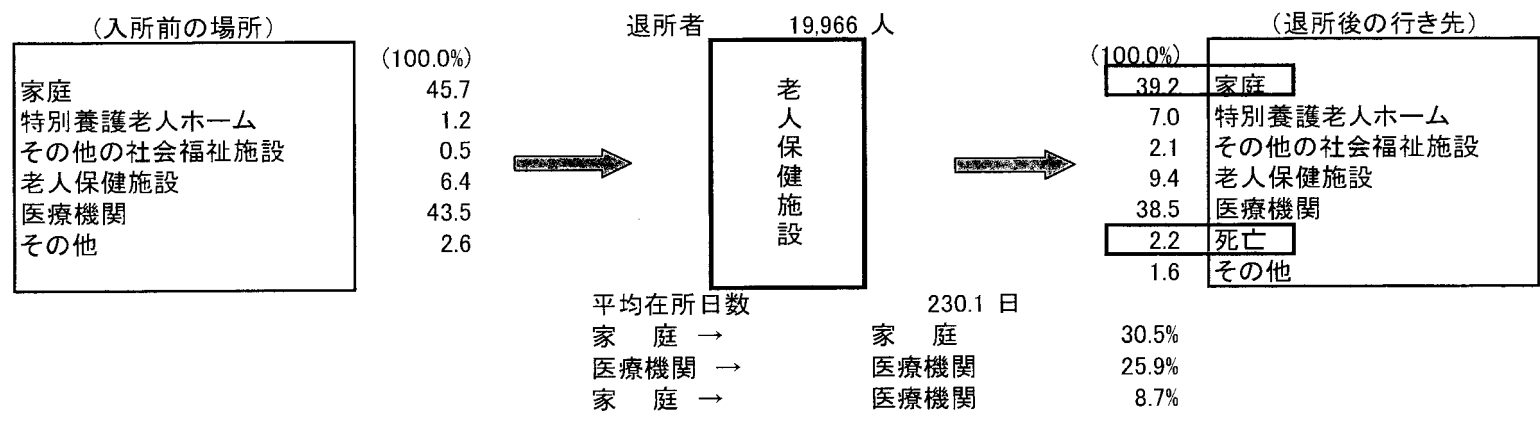 (入所前の場所)
(100.0%)
家庭 45.7
特別養護老人ホーム 1.2
その他の社会福祉施設 0.5
老人保健施設 6.4
医療機関 43.5
その他 2.6
退所者 19,966 人
老人保健施設
(退所後の行き先)
(100.0%)
39.2 家庭
7.0 特別養護老人ホーム
2.1 その他の社会福祉施設
9.4 老人保健施設
38.5 医療機関
2.2 死亡
1.6 その他
平均在所日数 230.1 日
家 庭 → 家 庭 30.5%
医療機関 → 医療機関 25.9%
家 庭 → 医療機関 8.7%